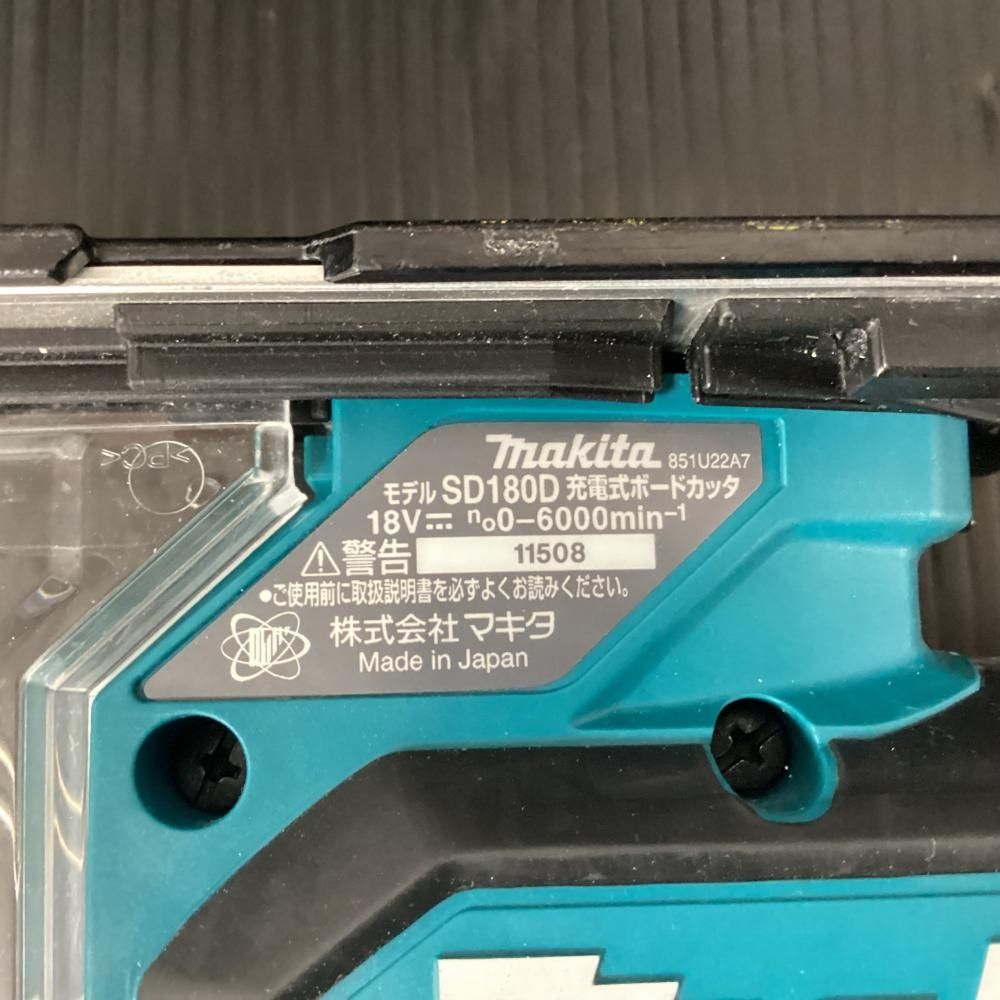 makita 851U22A7
モデル SD180D 充電式ボードカッタ
18V⎓ n₀0-6000min⁻¹
⚠警告 11508
•ご使用前に取扱説明書を必ずよくお読みください。
株式会社マキタ
Made in Japan
>PC<